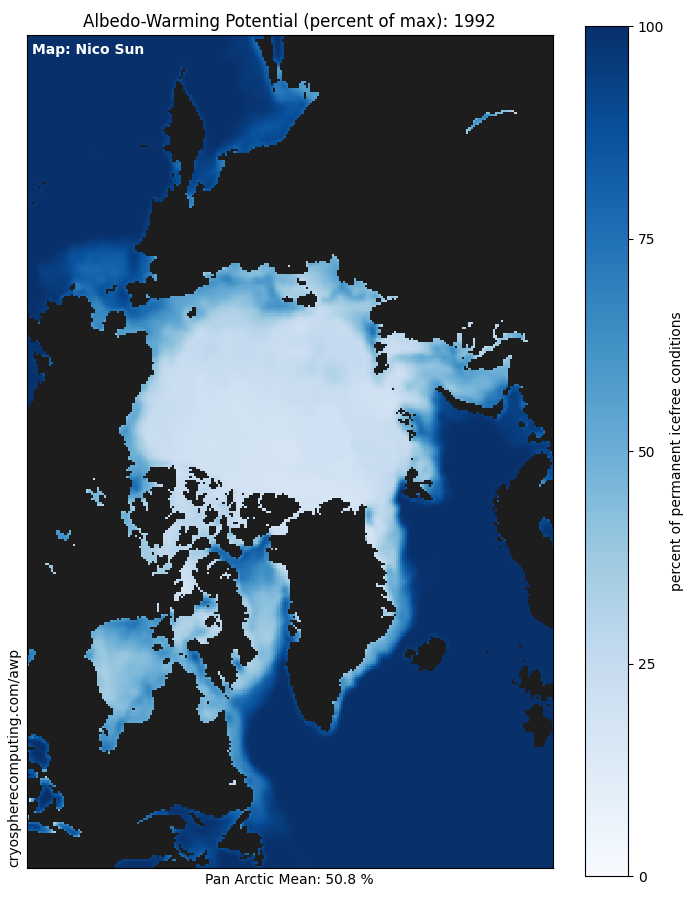 Albedo-Warming Potential (percent of max): 1992
Map: Nico Sun
100
75
50
25
0
percent of permanent icefree conditions
cryospherecomputing.com/awp
Pan Arctic Mean: 50.8 %